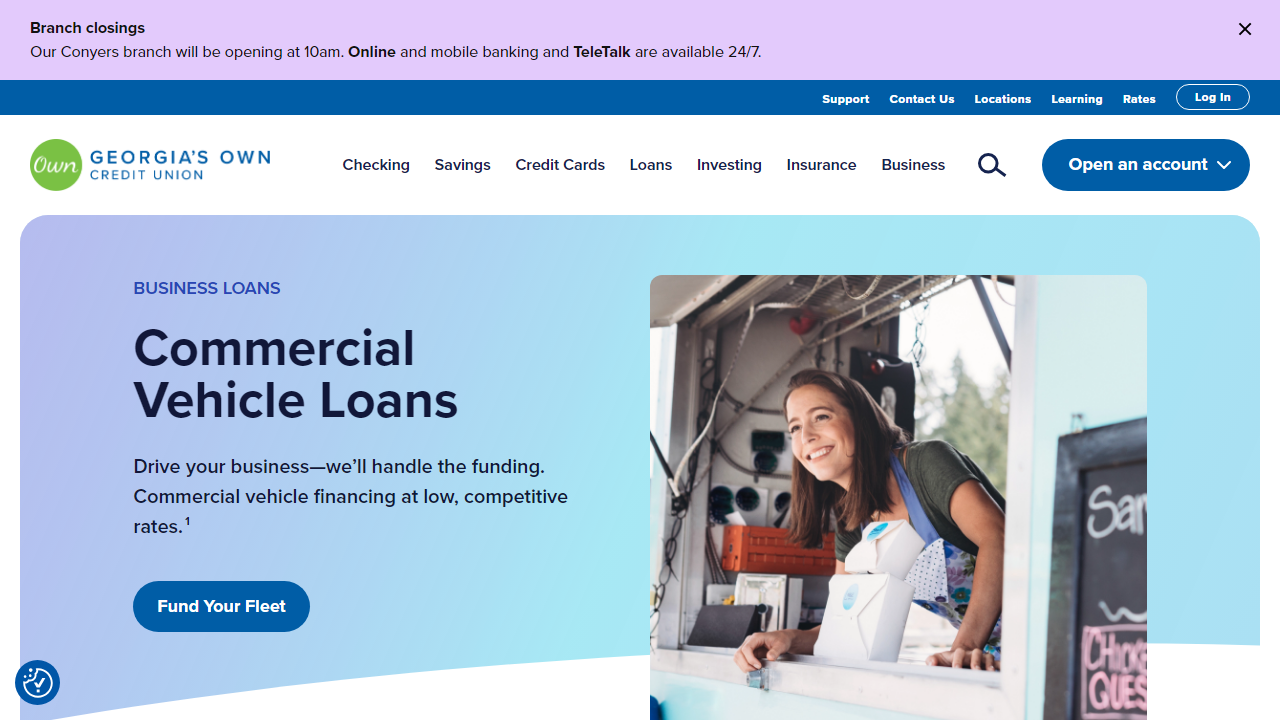 Branch closings
Our Conyers branch will be opening at 10am. Online and mobile banking and TeleTalk are available 24/7.
Support Contact Us Locations Learning Rates Log In
Own GEORGIA'S OWN
CREDIT UNION
Checking Savings Credit Cards Loans Investing Insurance Business Open an account
BUSINESS LOANS
Commercial
Vehicle Loans
Drive your business—we’ll handle the funding.
Commercial vehicle financing at low, competitive
rates.¹
Fund Your Fleet